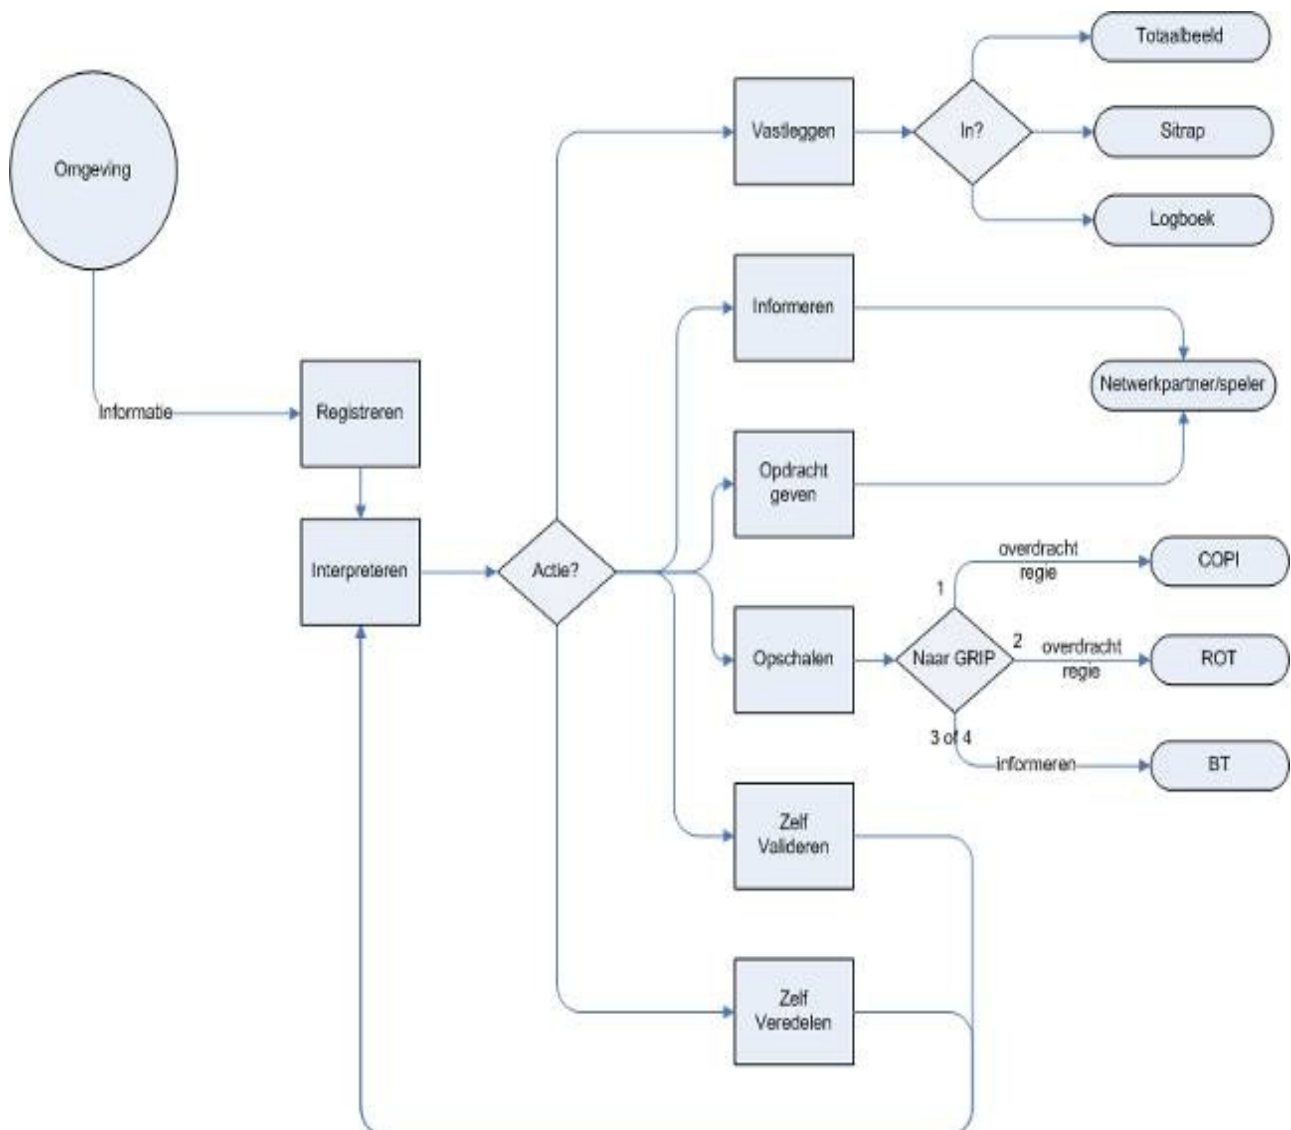 Omgeving
Informatie
Registreren
Interpreteren
Actie?
Vastleggen
In?
Totaalbeeld
Sitrap
Logboek
Informeren
Netwerkpartner/speler
Opdracht
geven
Opschalen
Naar GRIP
1
overdracht
regie
COPI
2
overdracht
regie
ROT
3 of 4
informeren
BT
Zelf
Valideren
Zelf
Veredelen